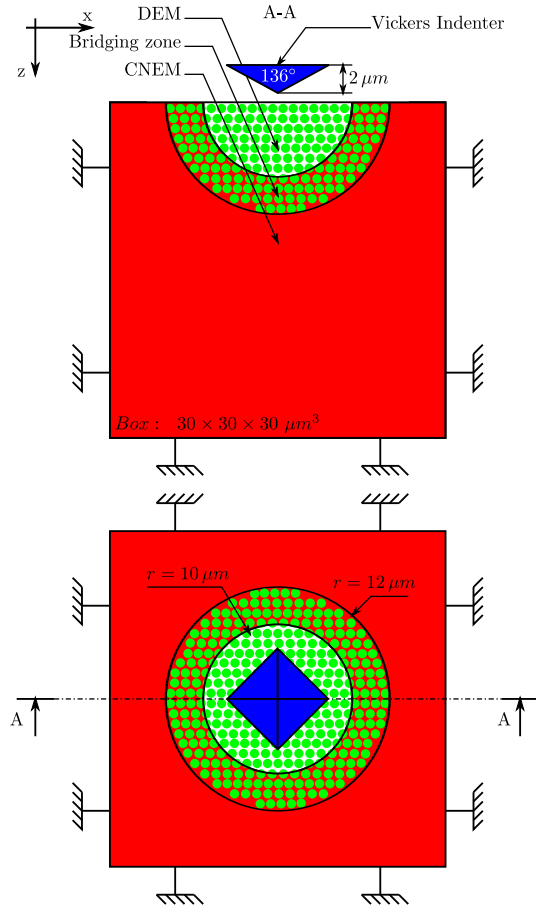 DEM
A-A
x
Vickers Indenter
Bridging zone
z
CNEM
136°
2 μm
Box : 30 × 30 × 30 μm³
r = 10 μm
r = 12 μm
A
A